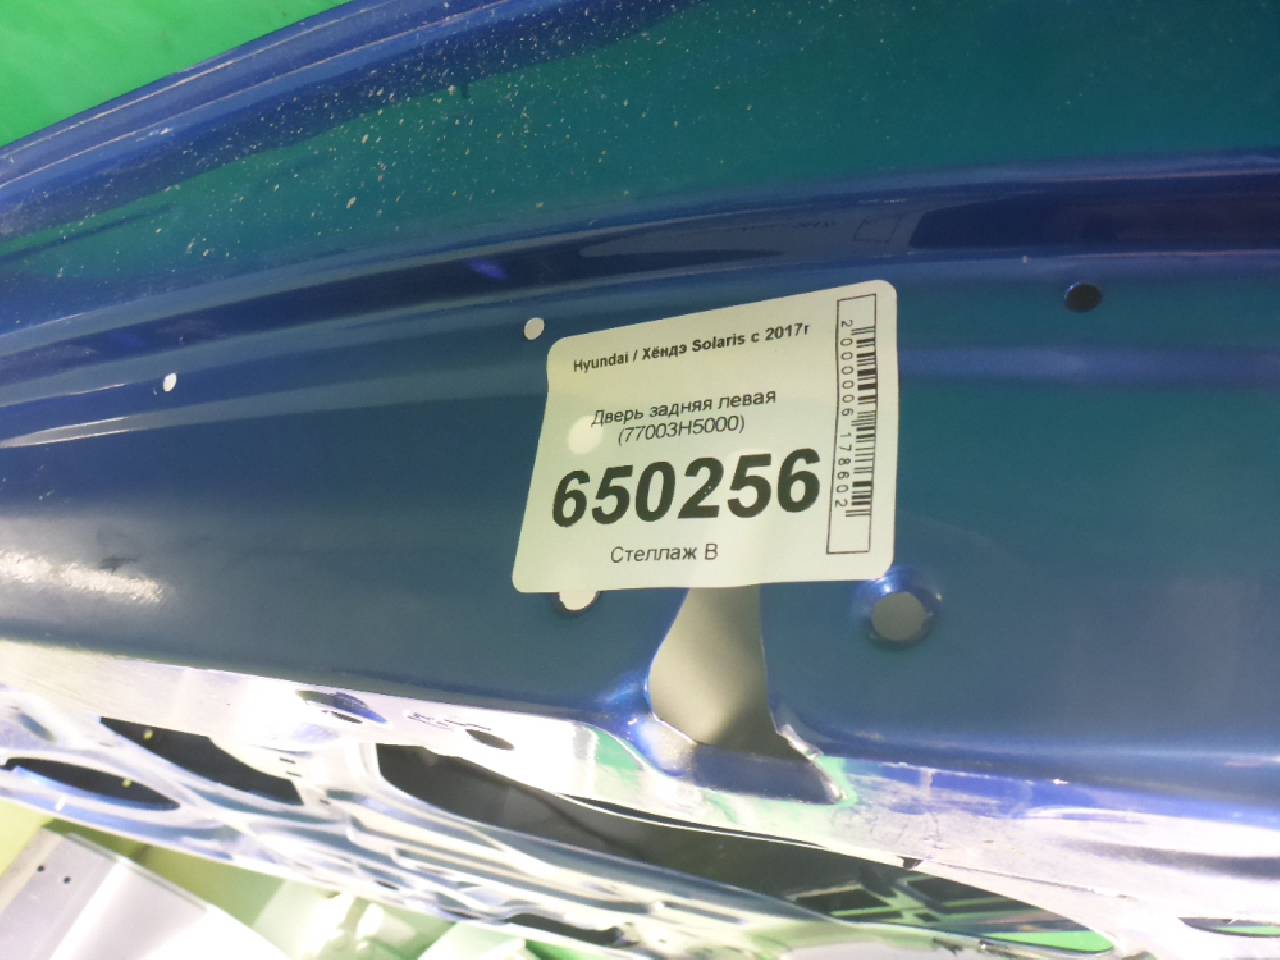 Hyundai / Хёндэ Solaris с 2017г
Дверь задняя левая
(77003H5000)
650256
Стеллаж В
2000006178602